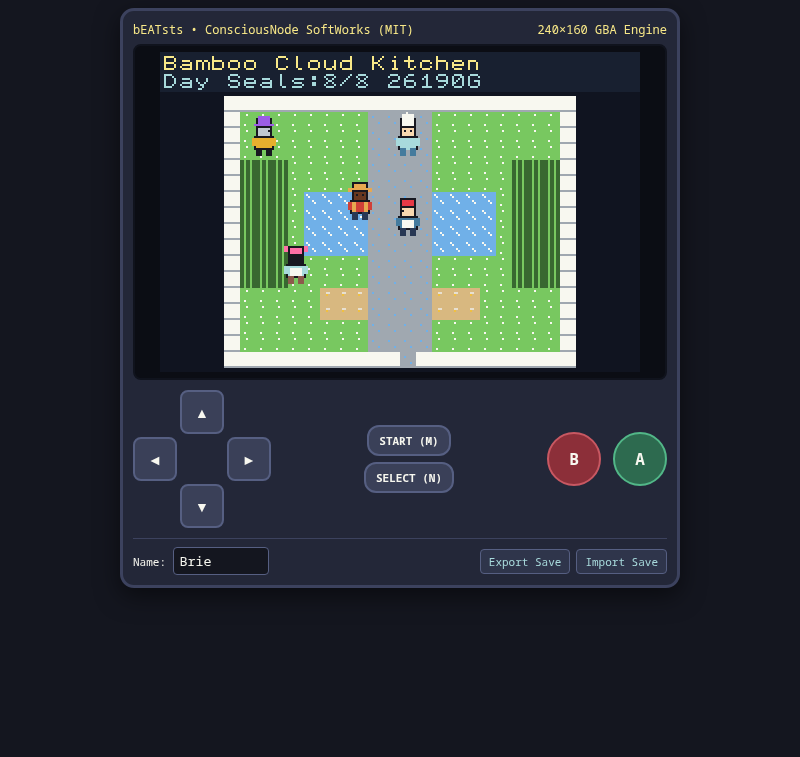 bEATsts • ConsciousNode SoftWorks (MIT)
240×160 GBA Engine
Bamboo Cloud Kitchen
Day Seals:8/8 26190G
▲
◀
▶
▼
START (M)
SELECT (N)
B
A
Name: Brie
Export Save
Import Save